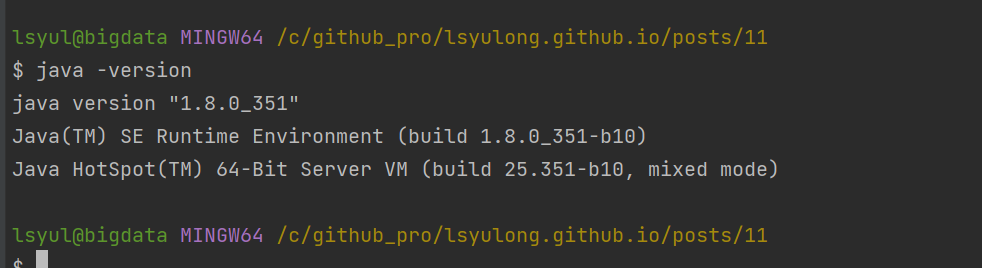 lsyul@bigdata MINGW64 /c/github_pro/lsyulong.github.io/posts/11
$ java -version
java version "1.8.0_351"
Java(TM) SE Runtime Environment (build 1.8.0_351-b10)
Java HotSpot(TM) 64-Bit Server VM (build 25.351-b10, mixed mode)
lsyul@bigdata MINGW64 /c/github_pro/lsyulong.github.io/posts/11
$